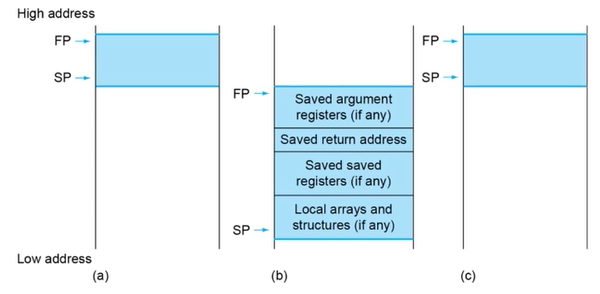 High address
FP
SP
FP
Saved argument
registers (if any)
Saved return address
Saved saved
registers (if any)
Local arrays and
structures (if any)
SP
FP
SP
Low address
(a)
(b)
(c)